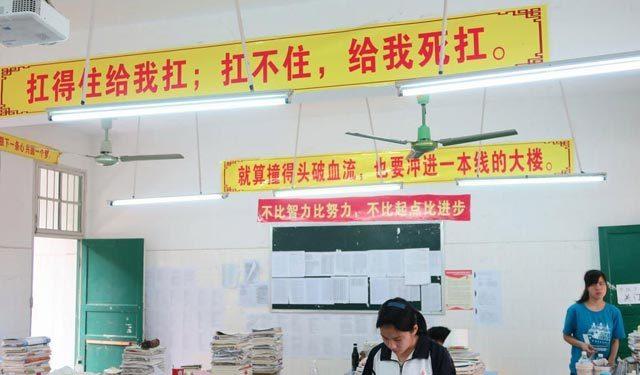 扛得住给我扛；扛不住，给我死扛。
就算撞得头破血流，也要冲进一本线的大楼。
不比智力比努力，不比起点比进步